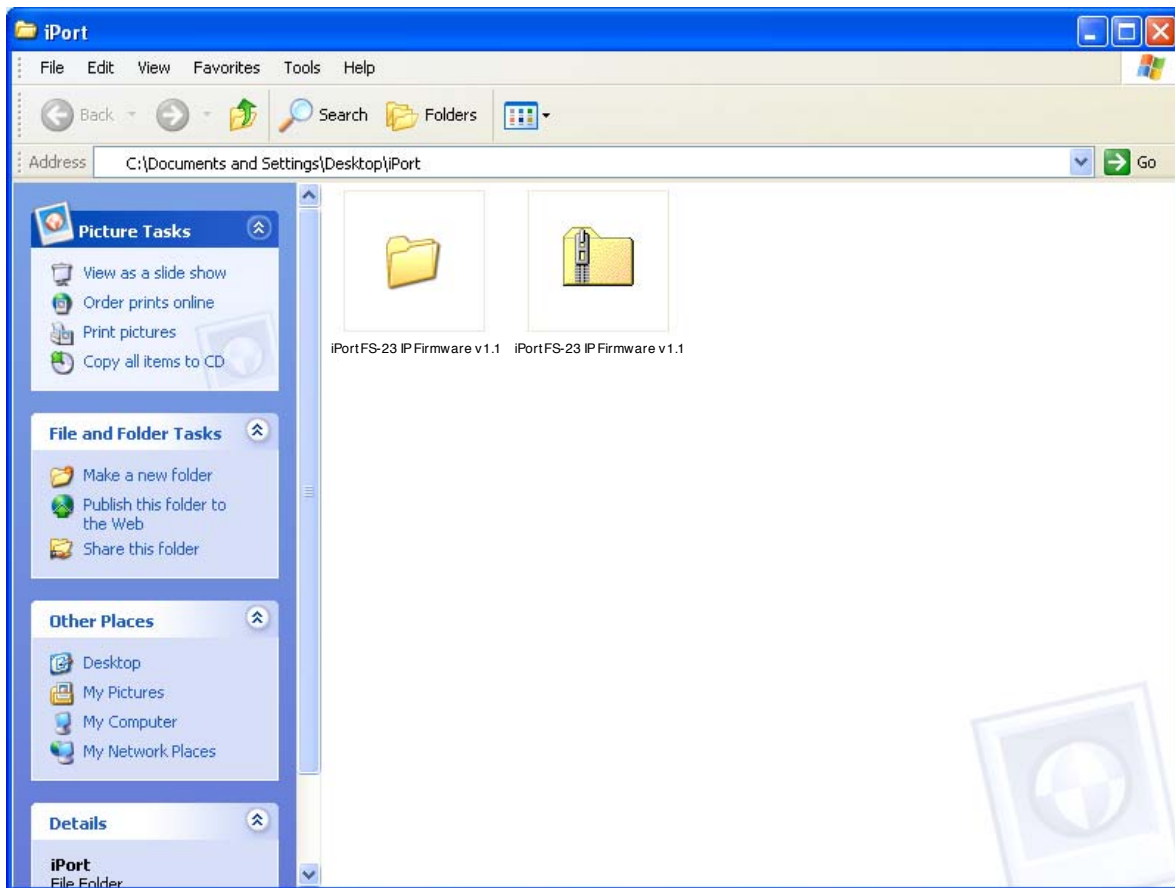 iPort
File Edit View Favorites Tools Help
Back Search Folders
Address C:\Documents and Settings\Desktop\iPort Go
Picture Tasks
View as a slide show
Order prints online
Print pictures
Copy all items to CD
File and Folder Tasks
Make a new folder
Publish this folder to
the Web
Share this folder
Other Places
Desktop
My Pictures
My Computer
My Network Places
Details
iPort
File Folder
iPort FS-23 IP Firmware v1.1 iPort FS-23 IP Firmware v1.1